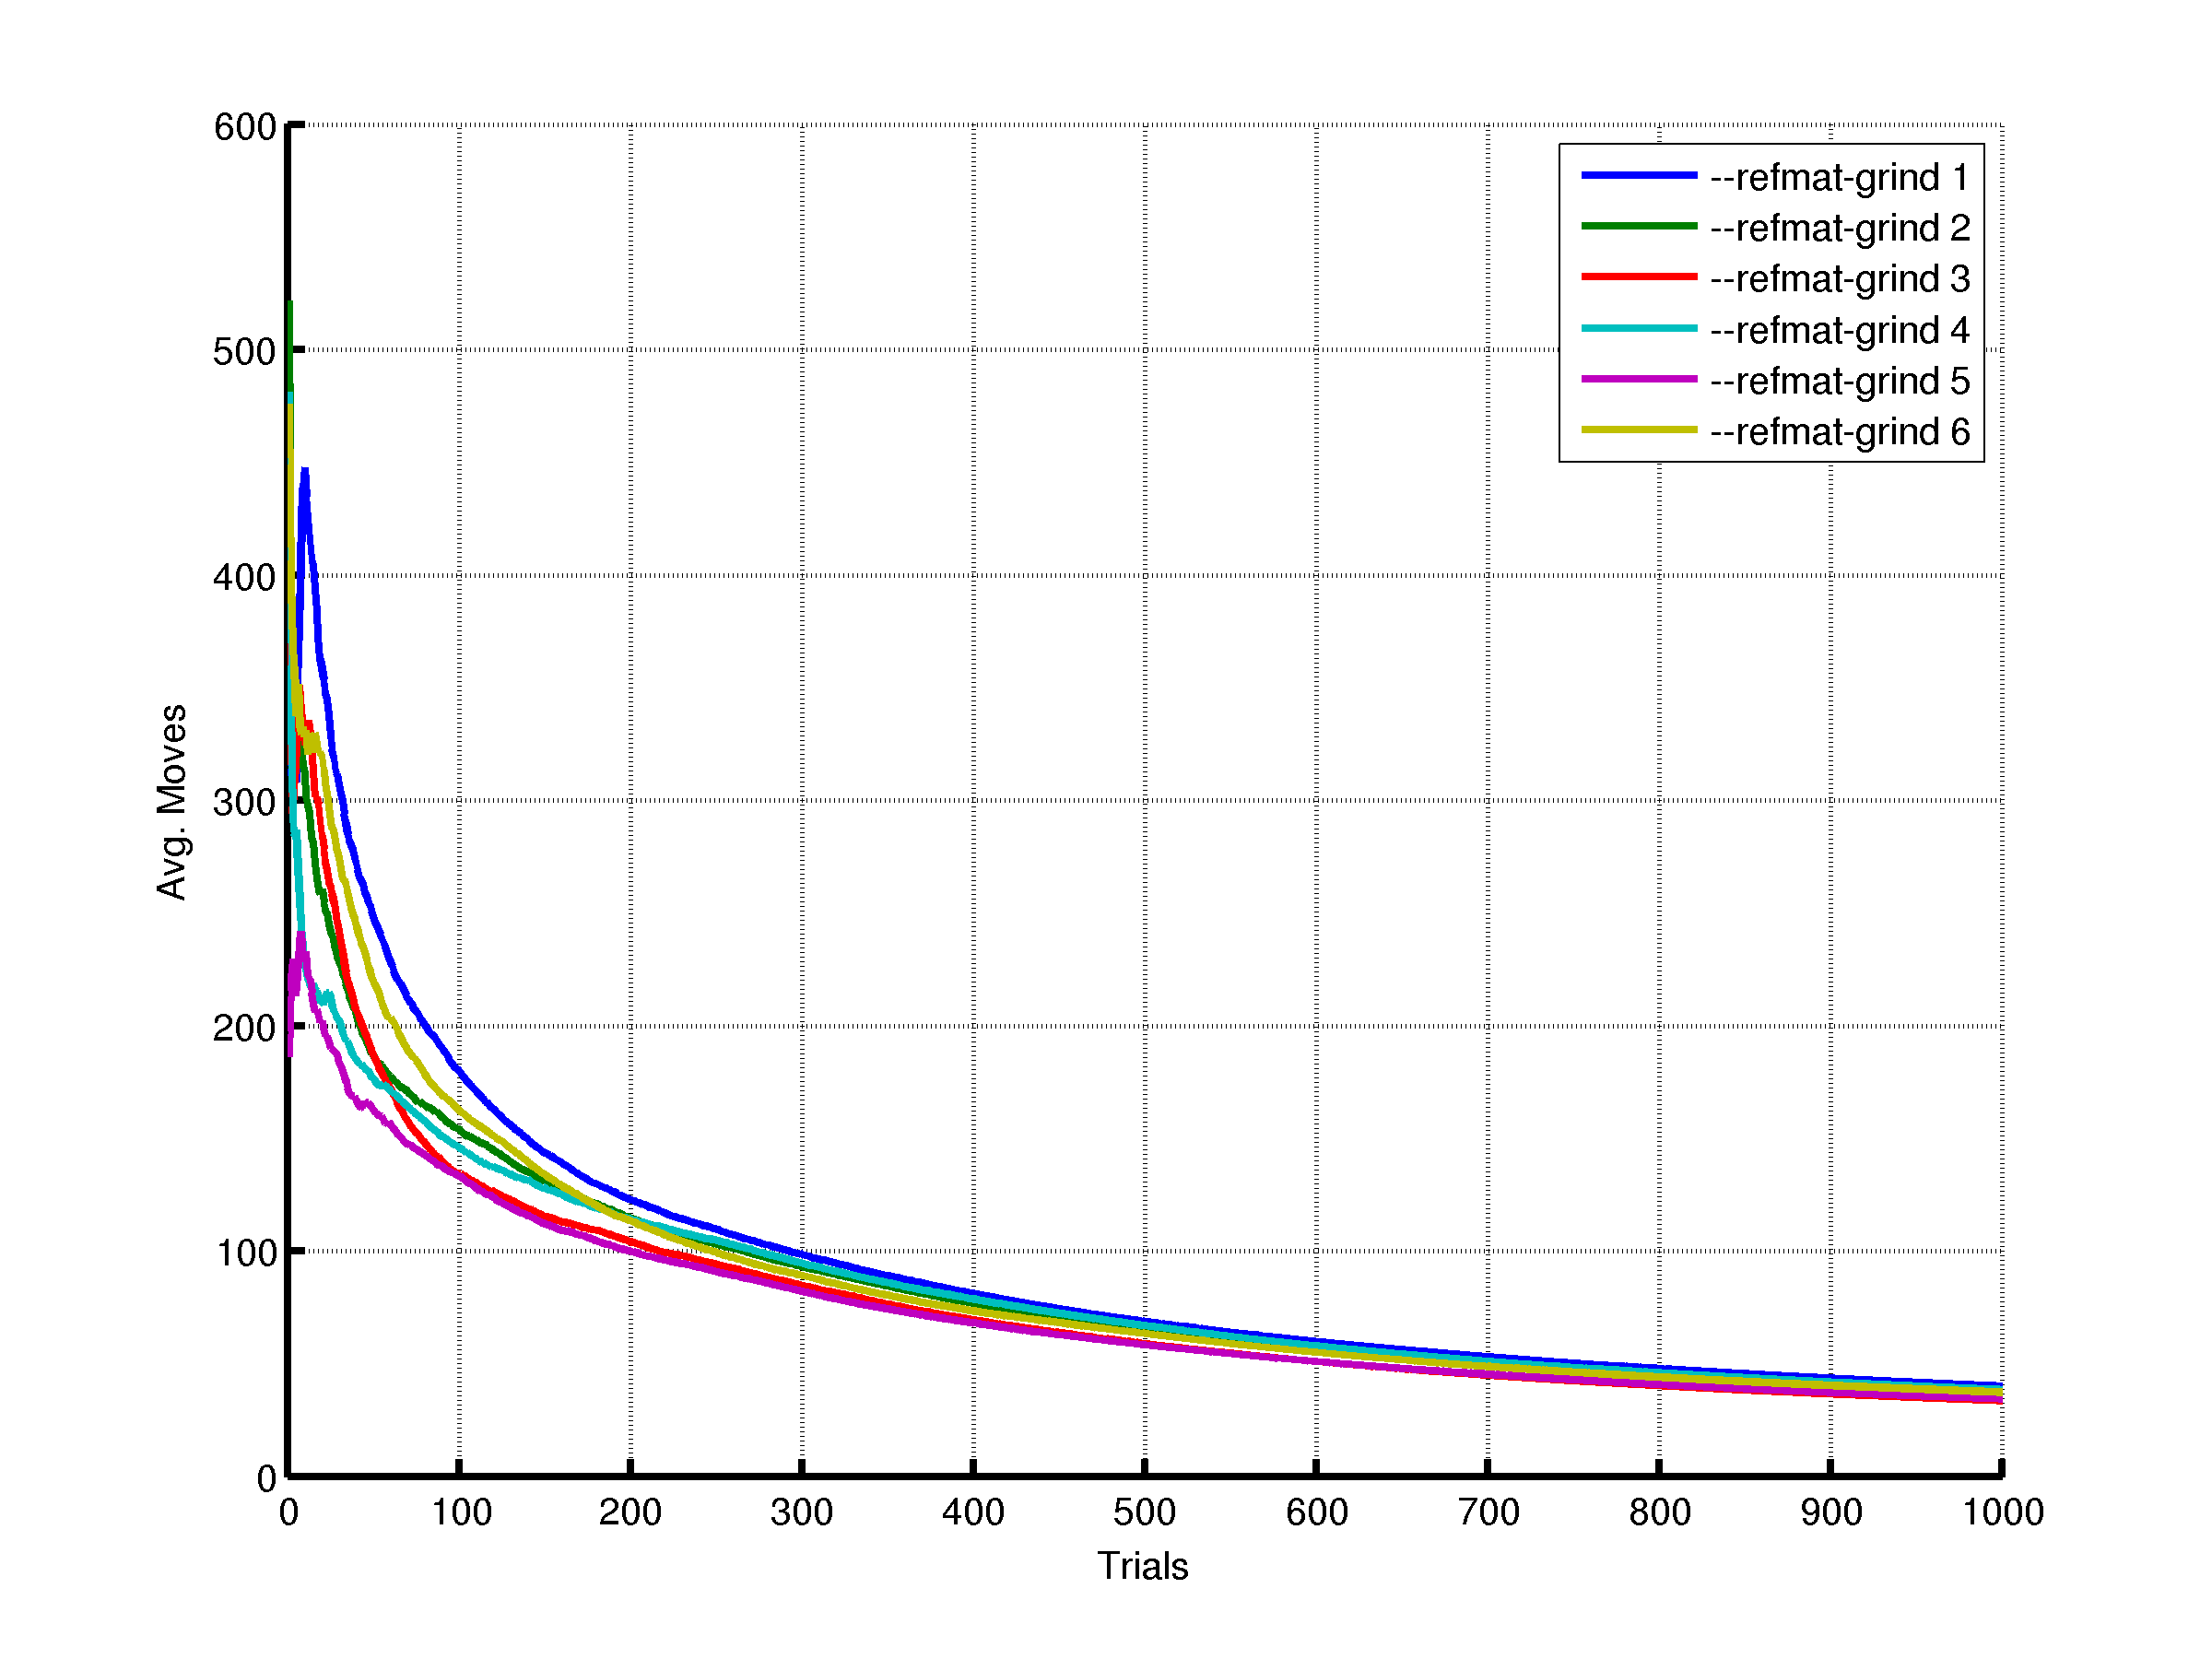 600
500
400
300
200
100
0
Avg. Moves
--refmat-grind 1
--refmat-grind 2
--refmat-grind 3
--refmat-grind 4
--refmat-grind 5
--refmat-grind 6
0 100 200 300 400 500 600 700 800 900 1000
Trials